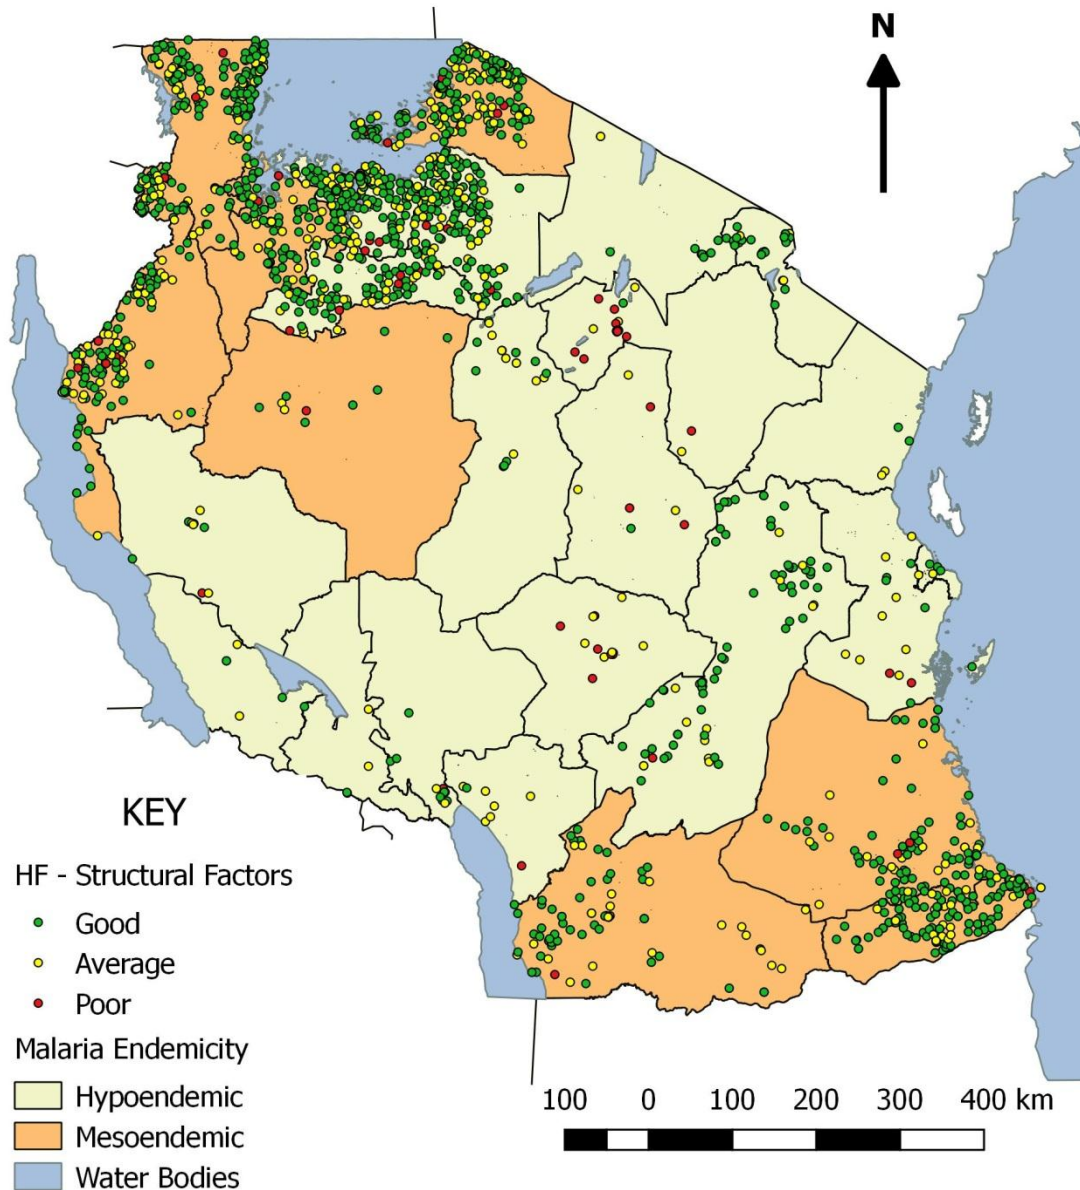 N
KEY
HF - Structural Factors
Good
Average
Poor
Malaria Endemicity
Hypoendemic
Mesoendemic
Water Bodies
100 0 100 200 300 400 km